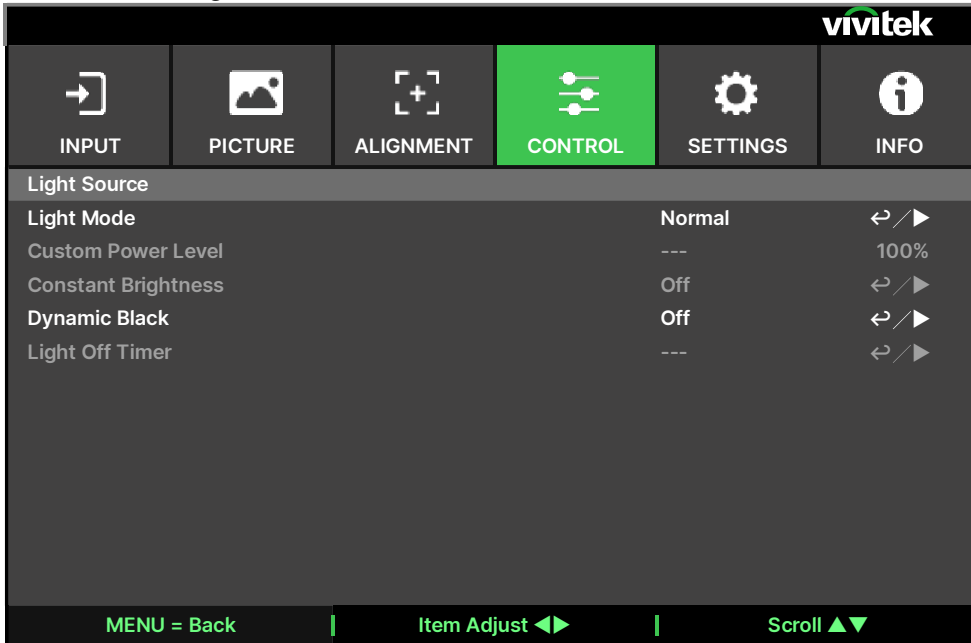 vivitek
INPUT PICTURE ALIGNMENT CONTROL SETTINGS INFO
Light Source
Light Mode Normal
Custom Power Level --- 100%
Constant Brightness Off
Dynamic Black Off
Light Off Timer ---
MENU = Back Item Adjust ◀▶ Scroll ▲▼